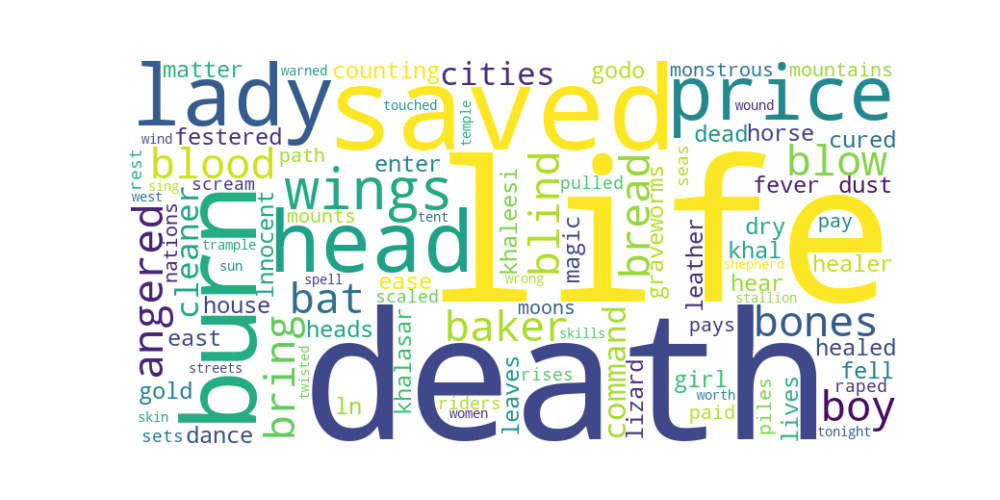 lady
matter
warned
counting
cities
godo
monstrous
mountains
saved
touched
temple
price
wound
wind
festered
dead
horse
cured
rest
blood
path
enter
blind
bread
seas
blow
sing
scream
wings
khaleesi
pulled
graveworms
fever
dust
west
burn
innocent
mounts
head
tent
life
magic
leather
dry
pay
angered
nations
cleaner
trample
sun
khal
shepherd
healer
house
bat
spell
ease
scaled
wrong
hear
stallion
east
bring
heads
khalasar
moons
baker
skills
command
lizard
pays
bones
healed
streets
twisted
death
leaves
rises
girl
worth
fell
raped
gold
ln
riders
women
paid
piles
lives
boy
skin
sets
dance
tonight